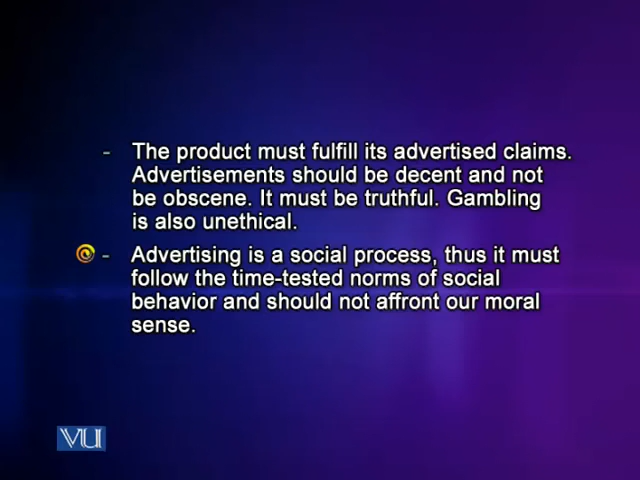 - The product must fulfill its advertised claims.
Advertisements should be decent and not
be obscene. It must be truthful. Gambling
is also unethical.
- Advertising is a social process, thus it must
follow the time-tested norms of social
behavior and should not affront our moral
sense.
VU